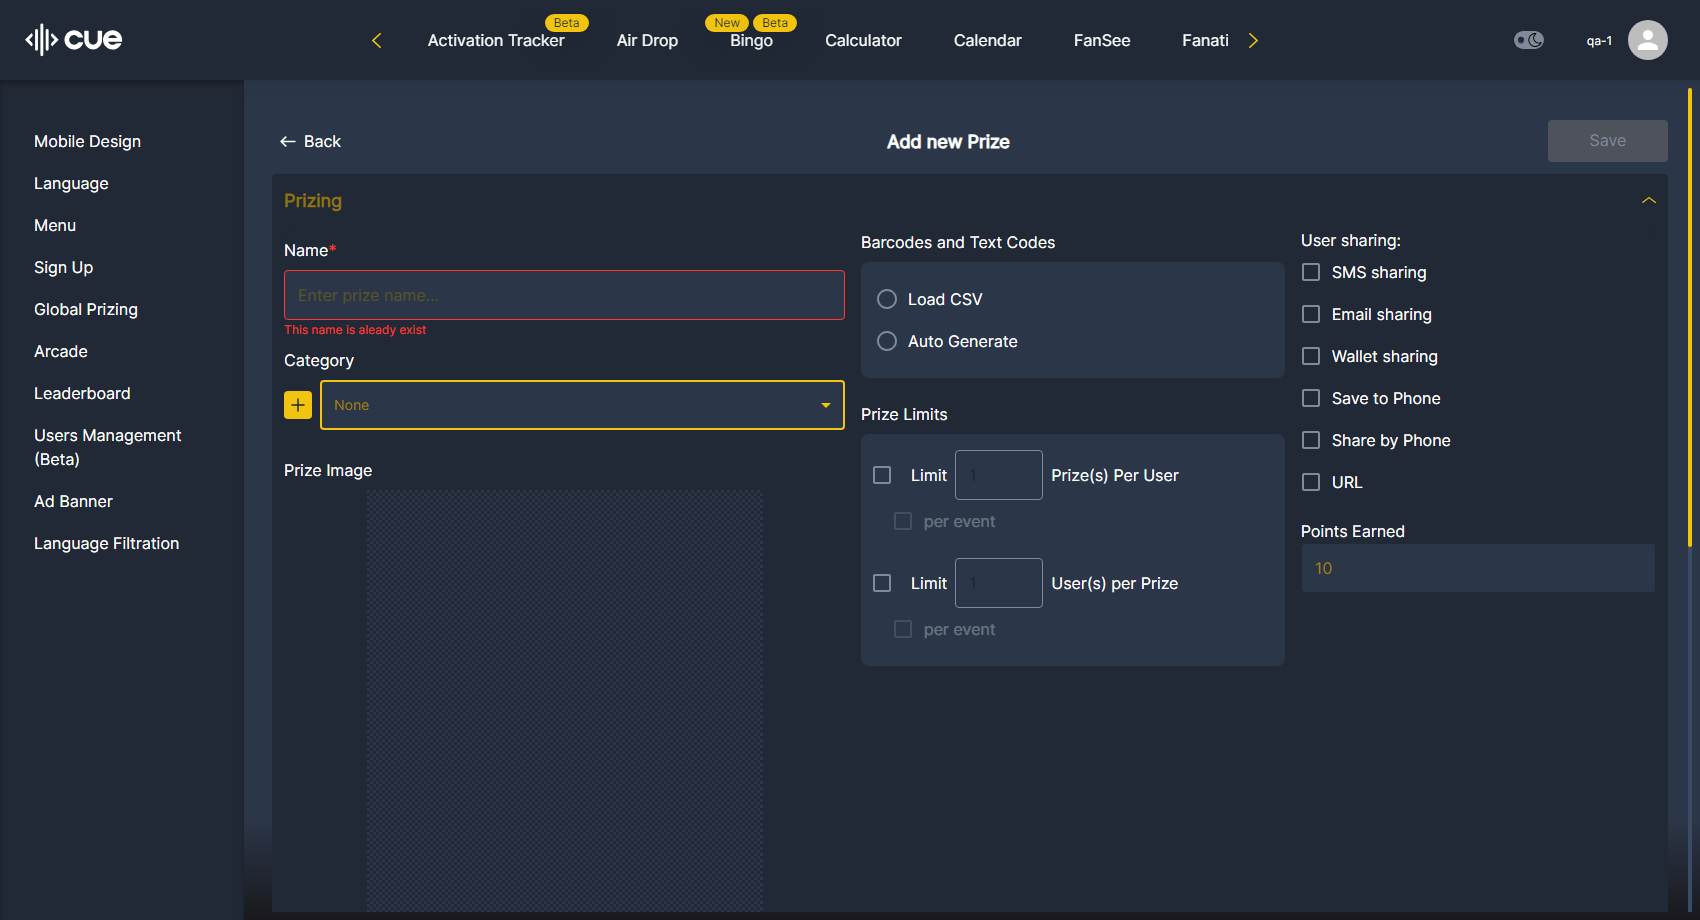 cue
Activation Tracker
Beta
Air Drop
Bingo
New
Beta
Calculator
Calendar
FanSee
Fanati
qa-1
Mobile Design
Language
Menu
Sign Up
Global Prizing
Arcade
Leaderboard
Users Management
(Beta)
Ad Banner
Language Filtration
Back
Add new Prize
Save
Prizing
Name*
Enter prize name...
This name is aleady exist
Category
None
Prize Image
Barcodes and Text Codes
Load CSV
Auto Generate
Prize Limits
Limit 1 Prize(s) Per User
per event
Limit 1 User(s) per Prize
per event
User sharing:
SMS sharing
Email sharing
Wallet sharing
Save to Phone
Share by Phone
URL
Points Earned
10